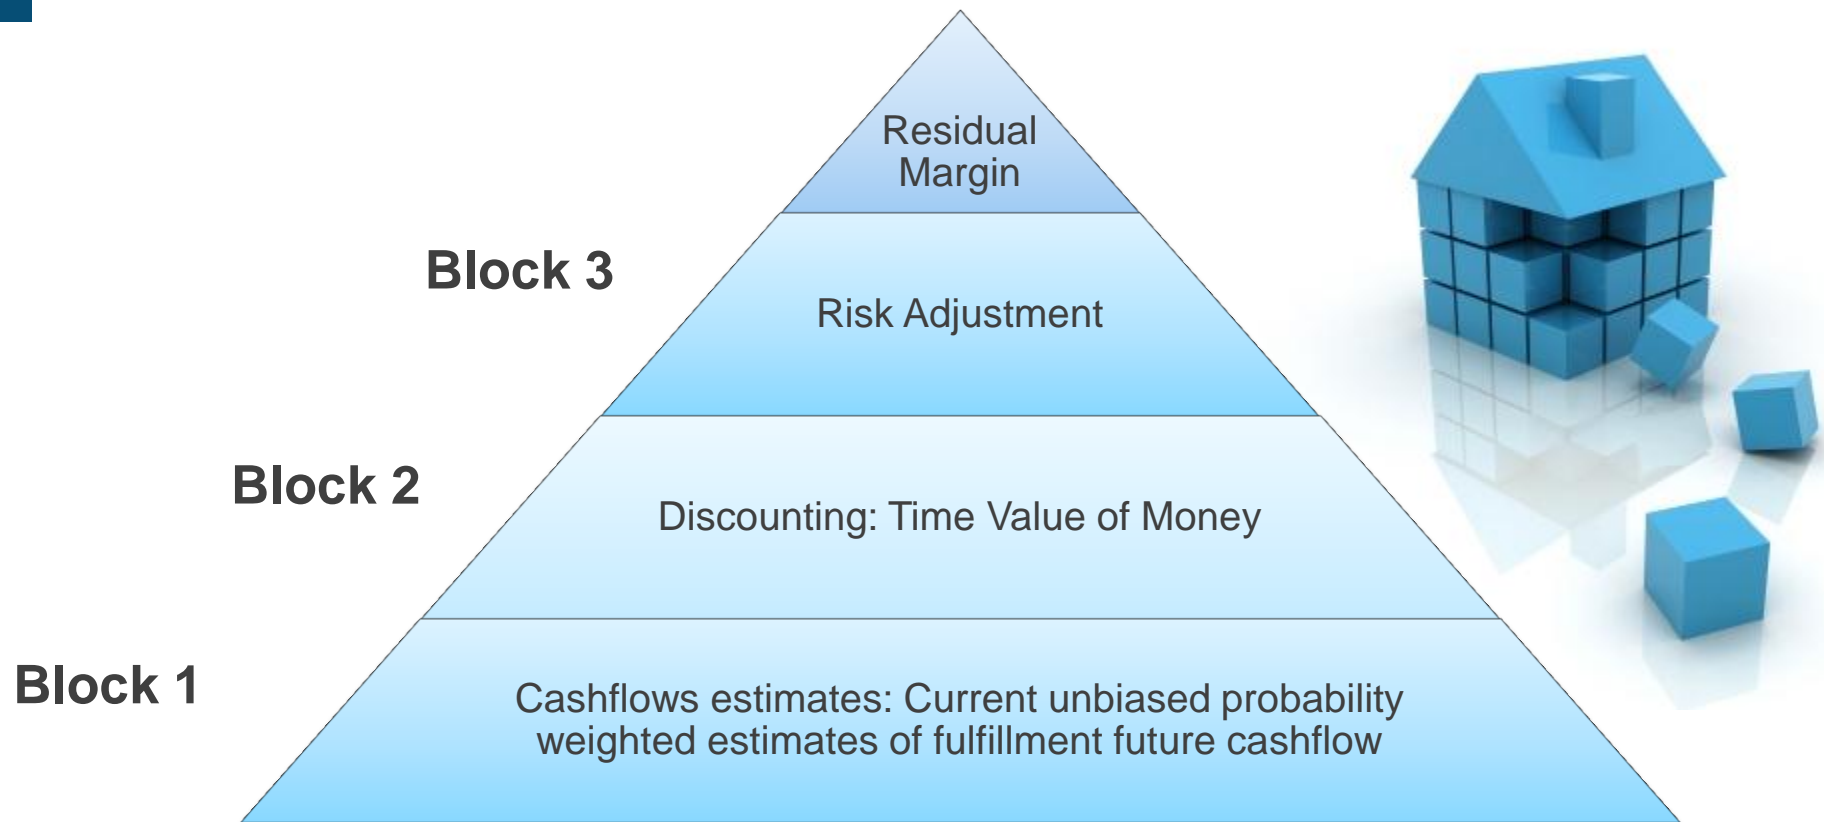 Residual
Margin
Block 3
Risk Adjustment
Block 2
Discounting: Time Value of Money
Block 1
Cashflows estimates: Current unbiased probability
weighted estimates of fulfillment future cashflow